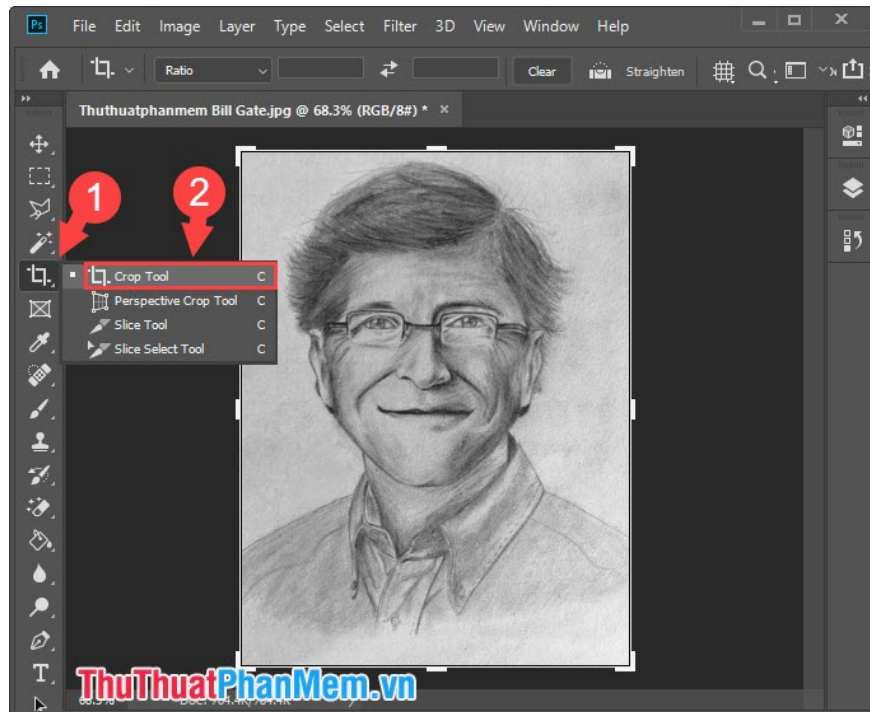 Ps File Edit Image Layer Type Select Filter 3D View Window Help
Ratio Clear Straighten
Thuthuatphanmem Bill Gate.jpg @ 68.3% (RGB/8#) * ×
1 2
Crop Tool C
Perspective Crop Tool C
Slice Tool C
Slice Select Tool C
T
ThuThuatPhanMem.vn